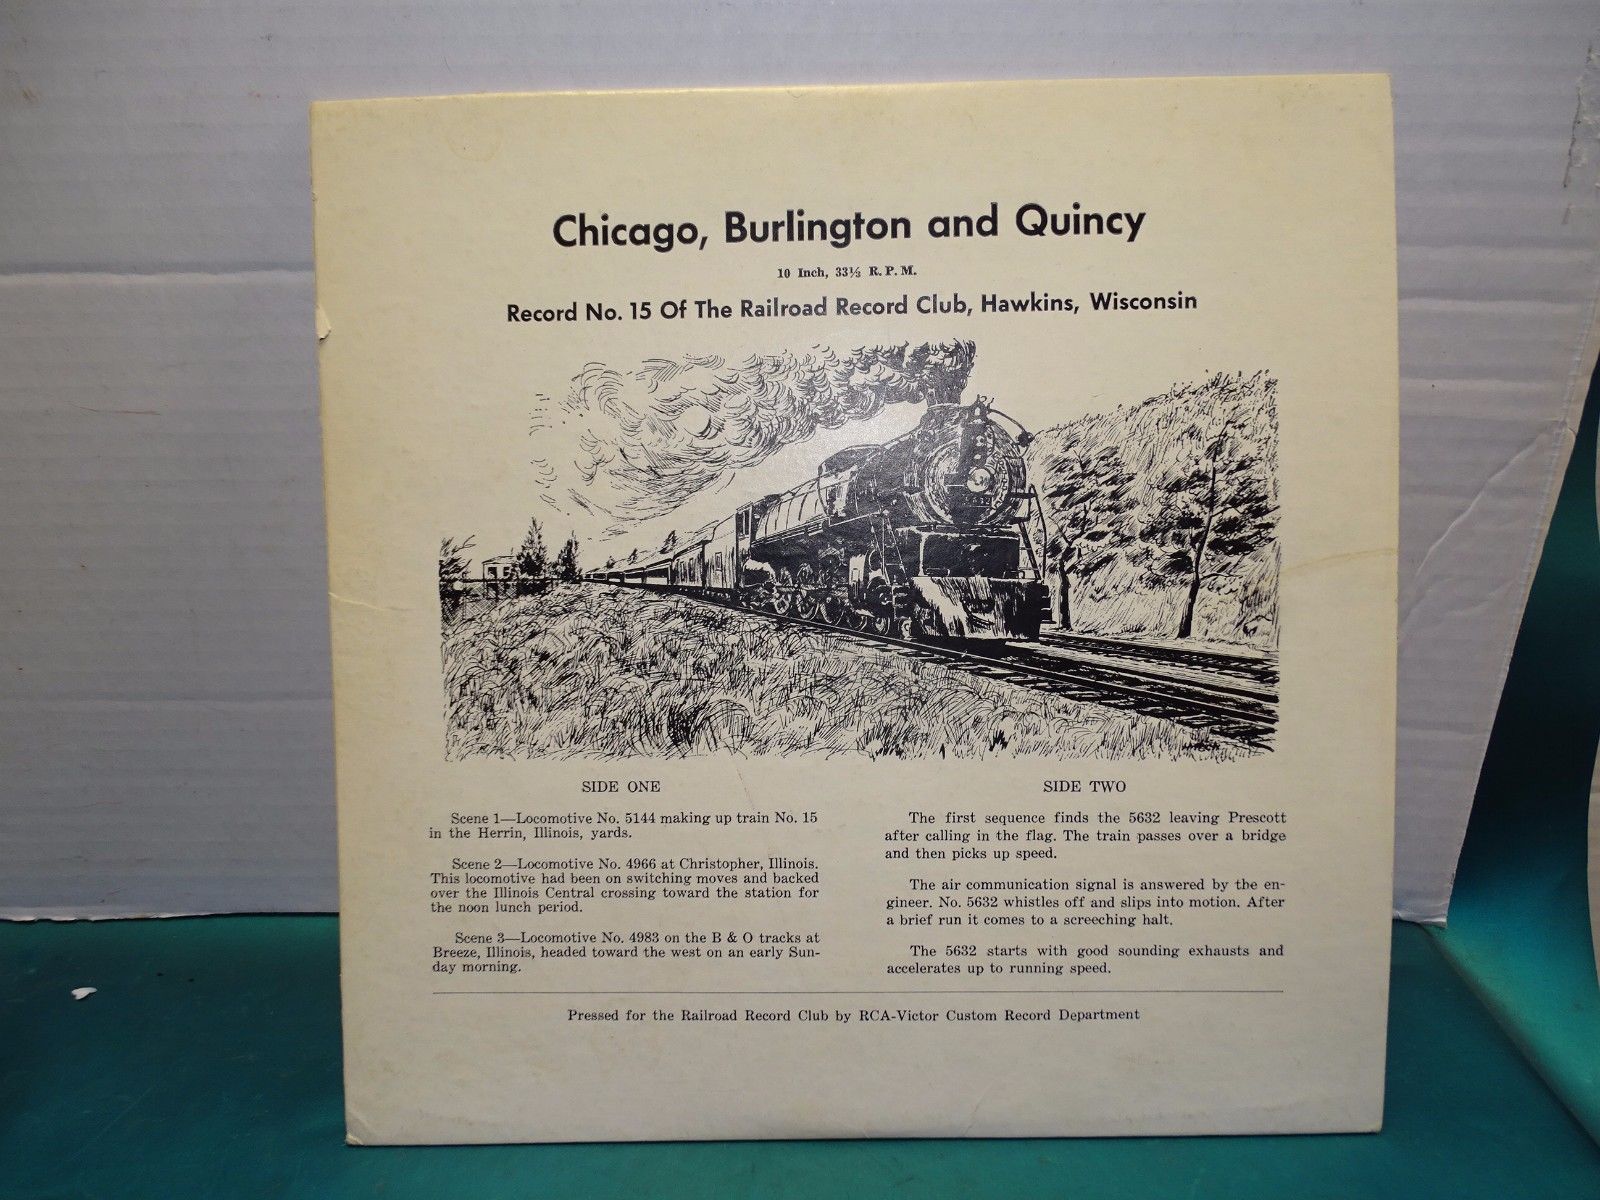 Chicago, Burlington and Quincy
10 Inch, 33⅓ R. P. M.
Record No. 15 Of The Railroad Record Club, Hawkins, Wisconsin
SIDE ONE
Scene 1—Locomotive No. 5144 making up train No. 15
in the Herrin, Illinois, yards.
Scene 2—Locomotive No. 4966 at Christopher, Illinois.
This locomotive had been on switching moves and backed
over the Illinois Central crossing toward the station for
the noon lunch period.
Scene 3—Locomotive No. 4983 on the B & O tracks at
Breeze, Illinois, headed toward the west on an early Sun-
day morning.
SIDE TWO
The first sequence finds the 5632 leaving Prescott
after calling in the flag. The train passes over a bridge
and then picks up speed.
The air communication signal is answered by the en-
gineer. No. 5632 whistles off and slips into motion. After
a brief run it comes to a screeching halt.
The 5632 starts with good sounding exhausts and
accelerates up to running speed.
Pressed for the Railroad Record Club by RCA-Victor Custom Record Department